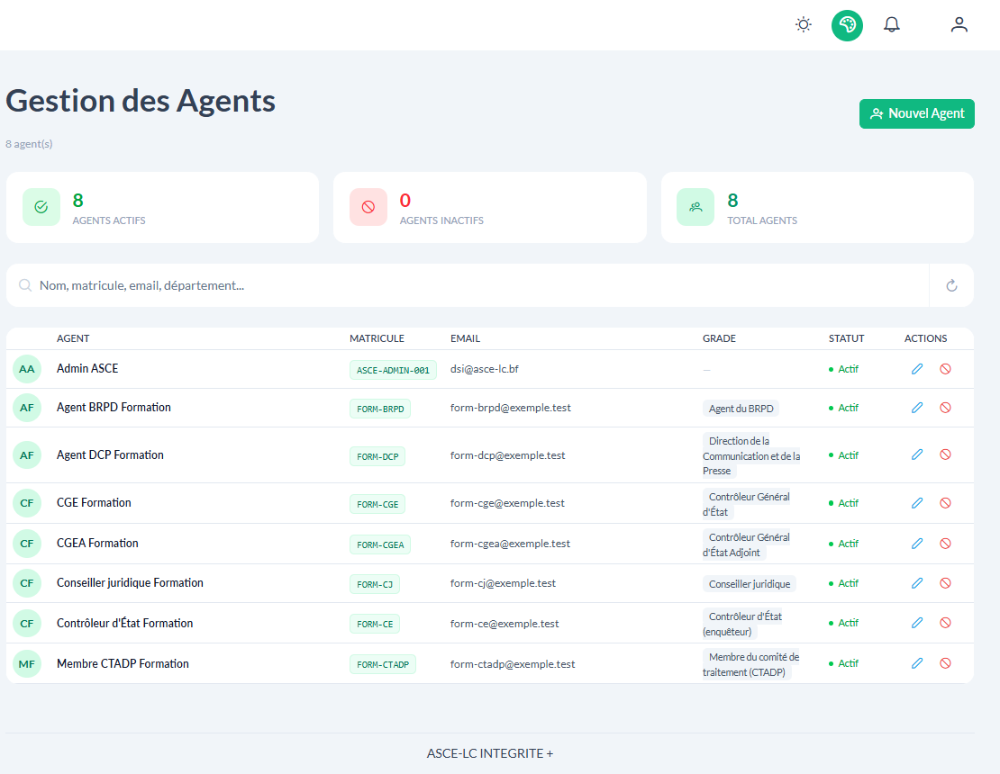 Gestion des Agents
Nouvel Agent
8 agent(s)
8
AGENTS ACTIFS
0
AGENTS INACTIFS
8
TOTAL AGENTS
Nom, matricule, email, département...
AGENT MATRICULE EMAIL GRADE STATUT ACTIONS
AA Admin ASCE ASCE-ADMIN-001 dsi@asce-lc.bf — Actif
AF Agent BRPD Formation FORM-BRPD form-brpd@exemple.test Agent du BRPD Actif
AF Agent DCP Formation FORM-DCP form-dcp@exemple.test Direction de la
Communication et de la
Presse
Actif
CF CGE Formation FORM-CGE form-cge@exemple.test Contrôleur Général
d'État
Actif
CF CGEA Formation FORM-CGEA form-cgea@exemple.test Contrôleur Général
d'État Adjoint
Actif
CF Conseiller juridique Formation FORM-CJ form-cj@exemple.test Conseiller juridique Actif
CF Contrôleur d'État Formation FORM-CE form-ce@exemple.test Contrôleur d'État
(enquêteur)
Actif
MF Membre CTADP Formation FORM-CTADP form-ctadp@exemple.test Membre du comité de
traitement (CTADP)
Actif
ASCE-LC INTEGRITE +